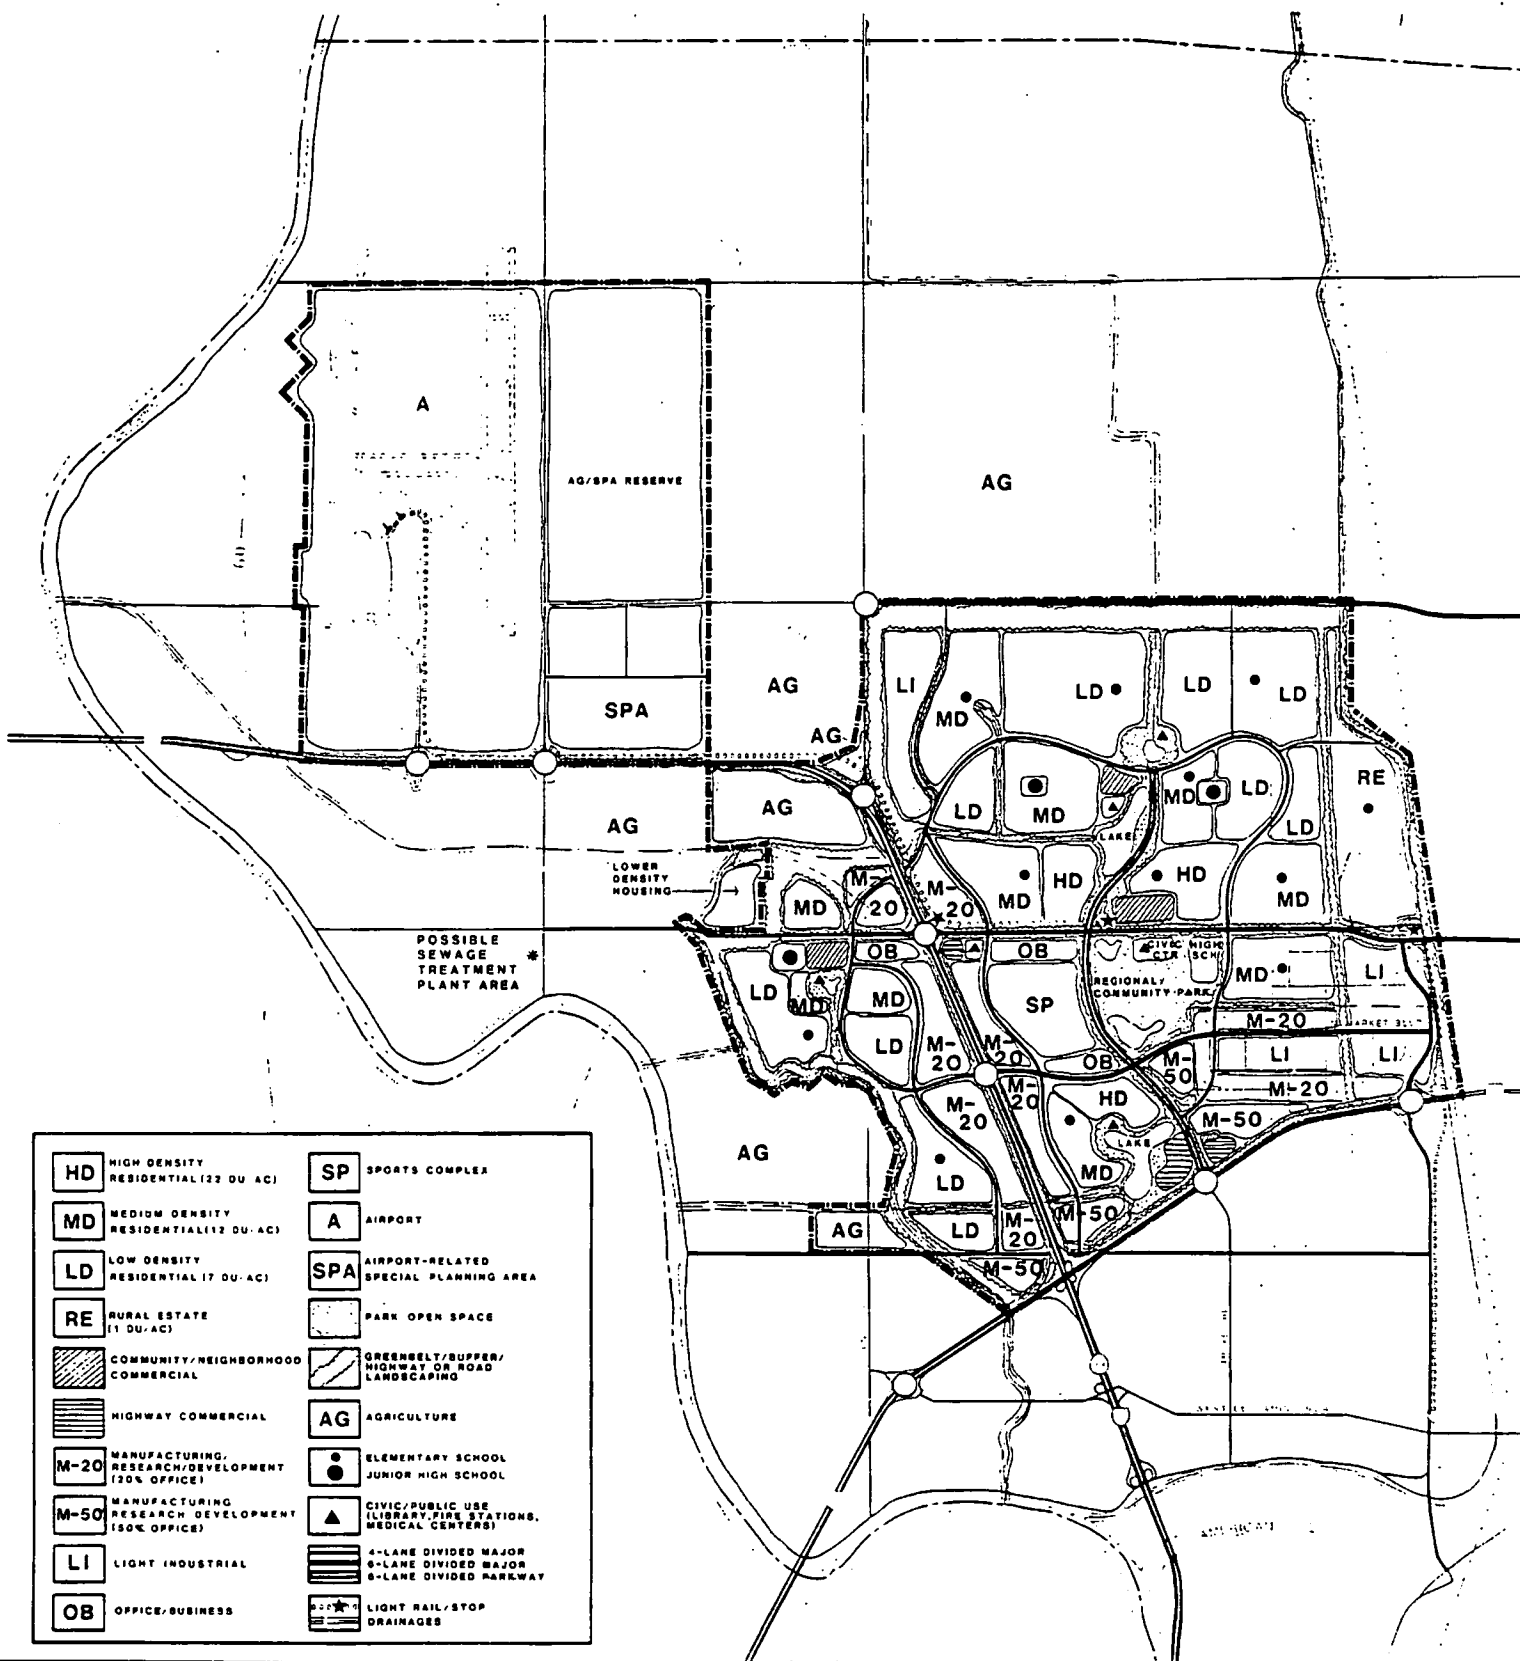 A
AG/SPA RESERVE
AG
AG
SPA
AG
LI
MD
LD
LD
LD
RE
AG
AG
LD
MD
MD
LD
LD
LAKE
LOWER
DENSITY
HOUSING
MD
M-
20
M-
20
MD
HD
HD
MD
POSSIBLE
SEWAGE
TREATMENT
PLANT AREA
*
OB
OB
CIVIC
CTR
HIGH
SCH
LD
MD
MD
SP
REGIONAL/
COMMUNITY PARK
MD
LI
LD
M-
20
M-
20
OB
M-
50
M-20
LI
LI
M-20
M-
20
M-
20
HD
LAKE
M-50
AG
LD
MD
AG
LD
M-
20
M-50
M-50
HD HIGH DENSITY
RESIDENTIAL (22 DU-AC)
MD MEDIUM DENSITY
RESIDENTIAL (12 DU-AC)
LD LOW DENSITY
RESIDENTIAL (7 DU-AC)
RE RURAL ESTATE
(1 DU-AC)
COMMUNITY/NEIGHBORHOOD
COMMERCIAL
HIGHWAY COMMERCIAL
M-20 MANUFACTURING,
RESEARCH/DEVELOPMENT
(20% OFFICE)
M-50 MANUFACTURING
RESEARCH DEVELOPMENT
(50% OFFICE)
LI LIGHT INDUSTRIAL
OB OFFICE/BUSINESS
SP SPORTS COMPLEX
A AIRPORT
SPA AIRPORT-RELATED
SPECIAL PLANNING AREA
PARK OPEN SPACE
GREENBELT/BUFFER/
HIGHWAY OR ROAD
LANDSCAPING
AG AGRICULTURE
ELEMENTARY SCHOOL
JUNIOR HIGH SCHOOL
CIVIC/PUBLIC USE
(LIBRARY, FIRE STATIONS,
MEDICAL CENTERS)
4-LANE DIVIDED MAJOR
6-LANE DIVIDED MAJOR
6-LANE DIVIDED PARKWAY
LIGHT RAIL/STOP
DRAINAGES
AMERICAN